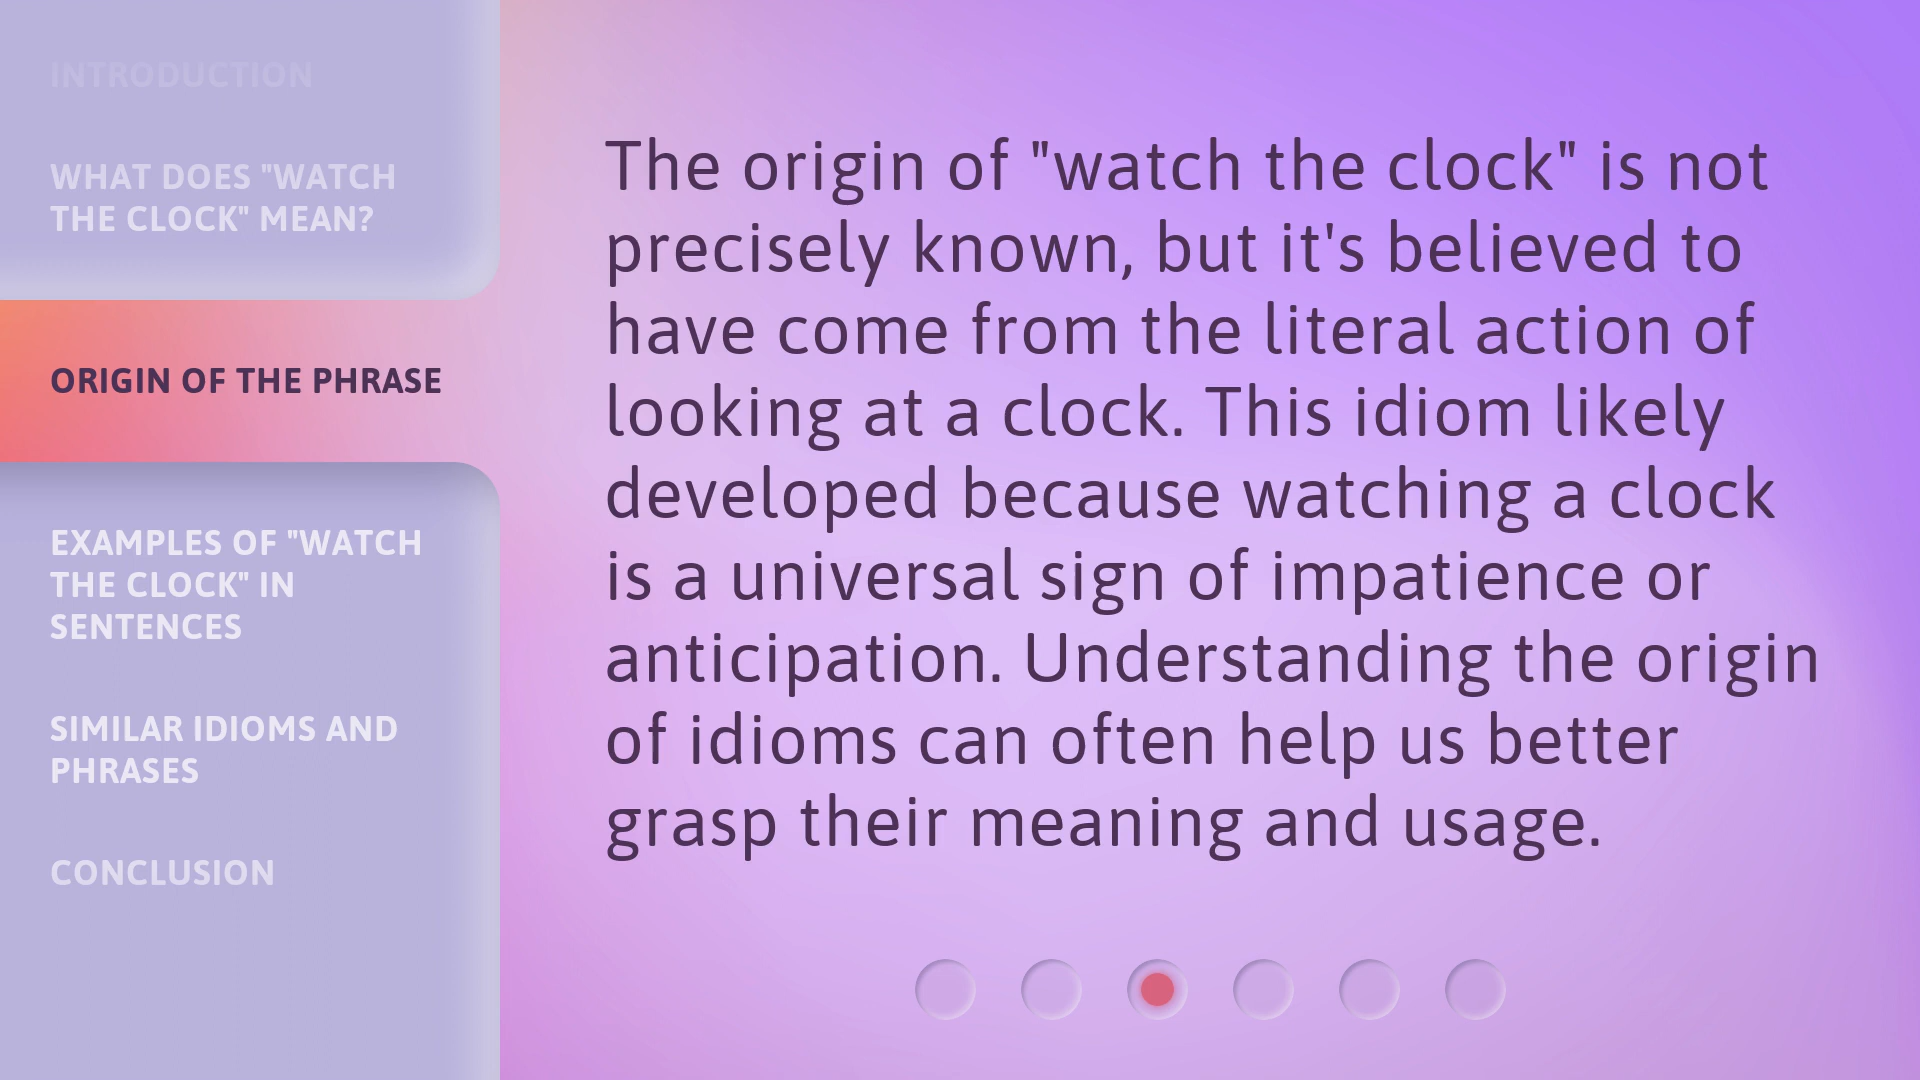 INTRODUCTION
WHAT DOES "WATCH
THE CLOCK" MEAN?
ORIGIN OF THE PHRASE
EXAMPLES OF "WATCH
THE CLOCK" IN
SENTENCES
SIMILAR IDIOMS AND
PHRASES
CONCLUSION
The origin of "watch the clock" is not
precisely known, but it's believed to
have come from the literal action of
looking at a clock. This idiom likely
developed because watching a clock
is a universal sign of impatience or
anticipation. Understanding the origin
of idioms can often help us better
grasp their meaning and usage.